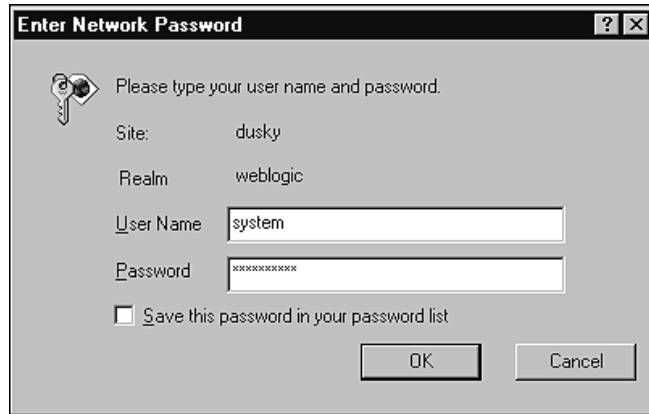 Enter Network Password
? ×
Please type your user name and password.
Site: dusky
Realm weblogic
User Name system
Password **********
Save this password in your password list
OK Cancel